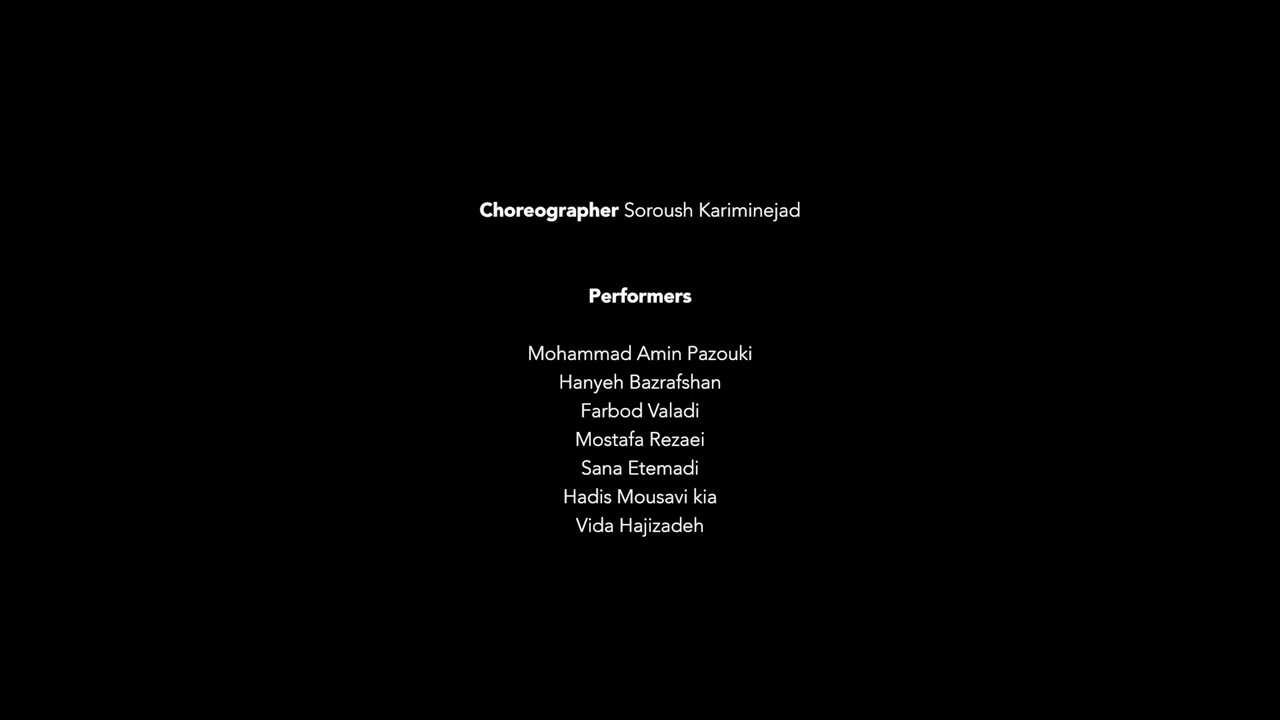 Choreographer Soroush Kariminejad
Performers
Mohammad Amin Pazouki
Hanyeh Bazrafshan
Farbod Valadi
Mostafa Rezaei
Sana Etemadi
Hadis Mousavi kia
Vida Hajizadeh